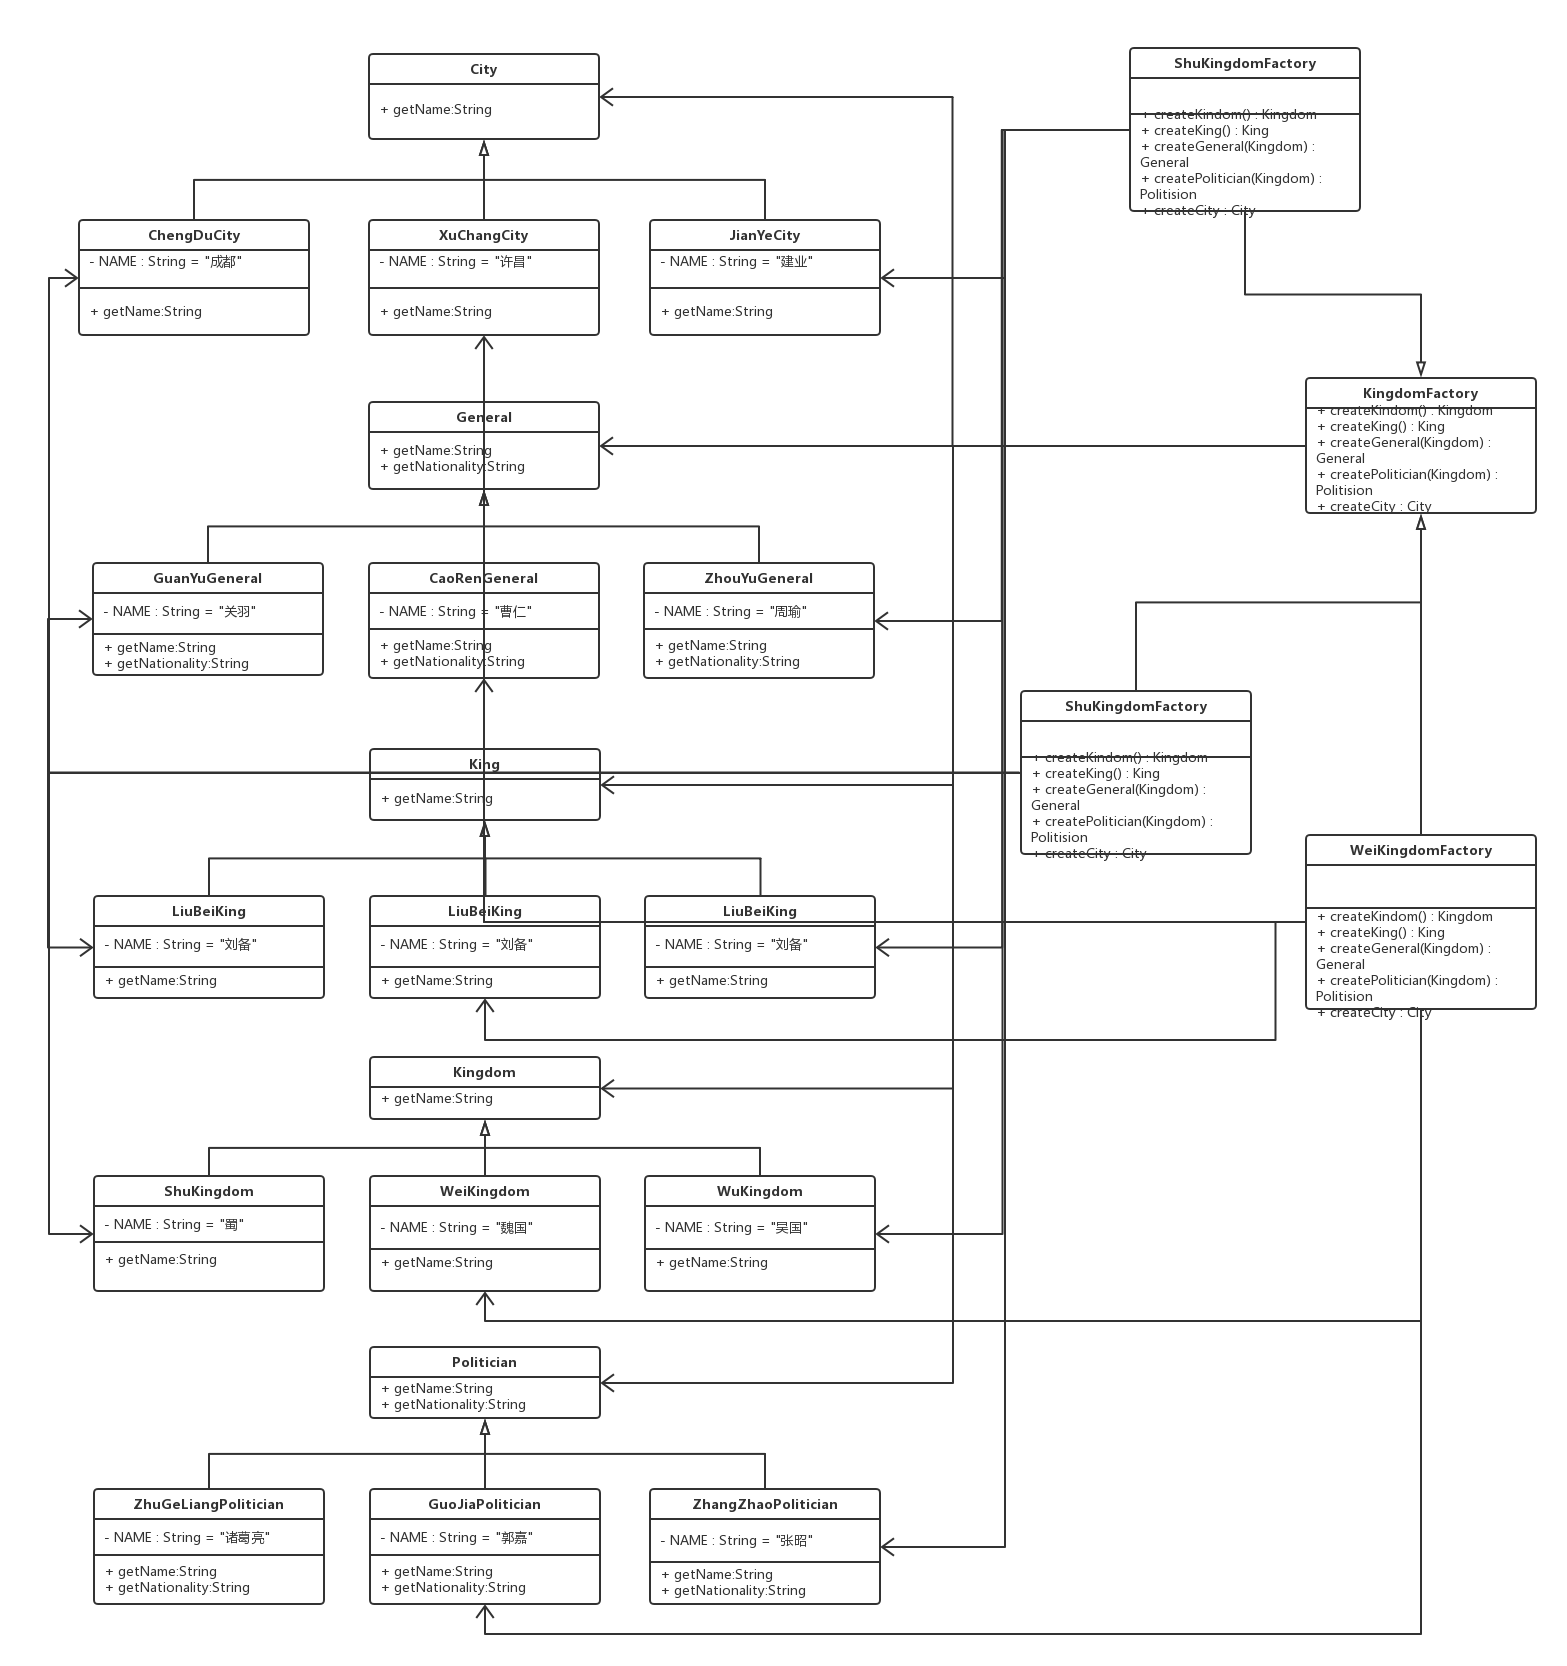 City
+ getName:String
ShuKingdomFactory
+ createKindom() : Kingdom
+ createKing() : King
+ createGeneral(Kingdom) :
General
+ createPolitician(Kingdom) :
Politision
+ createCity : City
ChengDuCity
- NAME : String = "成都"
+ getName:String
XuChangCity
- NAME : String = "许昌"
+ getName:String
JianYeCity
- NAME : String = "建业"
+ getName:String
General
+ getName:String
+ getNationality:String
KingdomFactory
+ createKindom() : Kingdom
+ createKing() : King
+ createGeneral(Kingdom) :
General
+ createPolitician(Kingdom) :
Politision
+ createCity : City
GuanYuGeneral
- NAME : String = "关羽"
+ getName:String
+ getNationality:String
CaoRenGeneral
- NAME : String = "曹仁"
+ getName:String
+ getNationality:String
ZhouYuGeneral
- NAME : String = "周瑜"
+ getName:String
+ getNationality:String
King
+ getName:String
ShuKingdomFactory
+ createKindom() : Kingdom
+ createKing() : King
+ createGeneral(Kingdom) :
General
+ createPolitician(Kingdom) :
Politision
+ createCity : City
WeiKingdomFactory
+ createKindom() : Kingdom
+ createKing() : King
+ createGeneral(Kingdom) :
General
+ createPolitician(Kingdom) :
Politision
+ createCity : City
LiuBeiKing
- NAME : String = "刘备"
+ getName:String
LiuBeiKing
- NAME : String = "刘备"
+ getName:String
LiuBeiKing
- NAME : String = "刘备"
+ getName:String
Kingdom
+ getName:String
ShuKingdom
- NAME : String = "蜀"
+ getName:String
WeiKingdom
- NAME : String = "魏国"
+ getName:String
WuKingdom
- NAME : String = "吴国"
+ getName:String
Politician
+ getName:String
+ getNationality:String
ZhuGeLiangPolitician
- NAME : String = "诸葛亮"
+ getName:String
+ getNationality:String
GuoJiaPolitician
- NAME : String = "郭嘉"
+ getName:String
+ getNationality:String
ZhangZhaoPolitician
- NAME : String = "张昭"
+ getName:String
+ getNationality:String